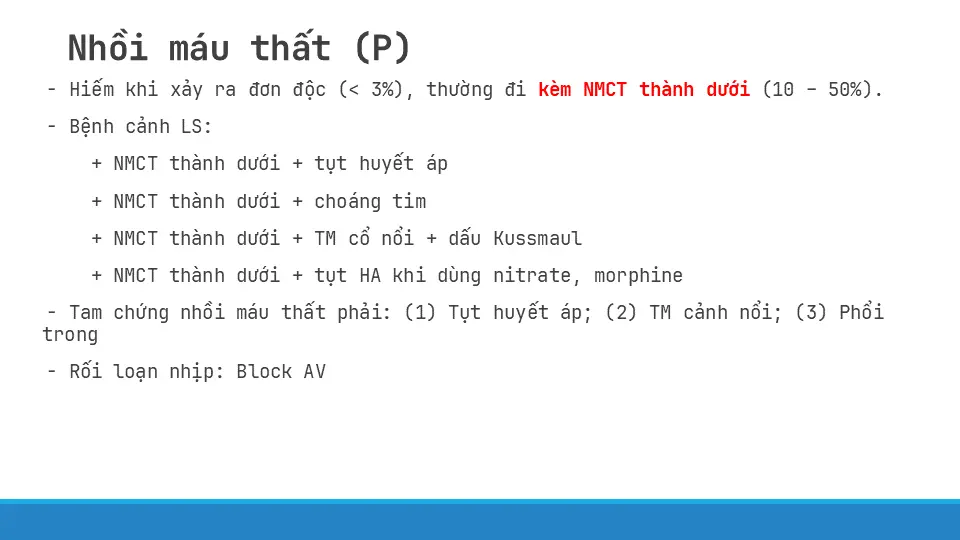 Nhồi máu thất (P)
- Hiếm khi xảy ra đơn độc (< 3%), thường đi kèm NMCT thành dưới (10 – 50%).
- Bệnh cảnh LS:
+ NMCT thành dưới + tụt huyết áp
+ NMCT thành dưới + choáng tim
+ NMCT thành dưới + TM cổ nổi + dấu Kussmaul
+ NMCT thành dưới + tụt HA khi dùng nitrate, morphine
- Tam chứng nhồi máu thất phải: (1) Tụt huyết áp; (2) TM cảnh nổi; (3) Phổi
trong
- Rối loạn nhịp: Block AV